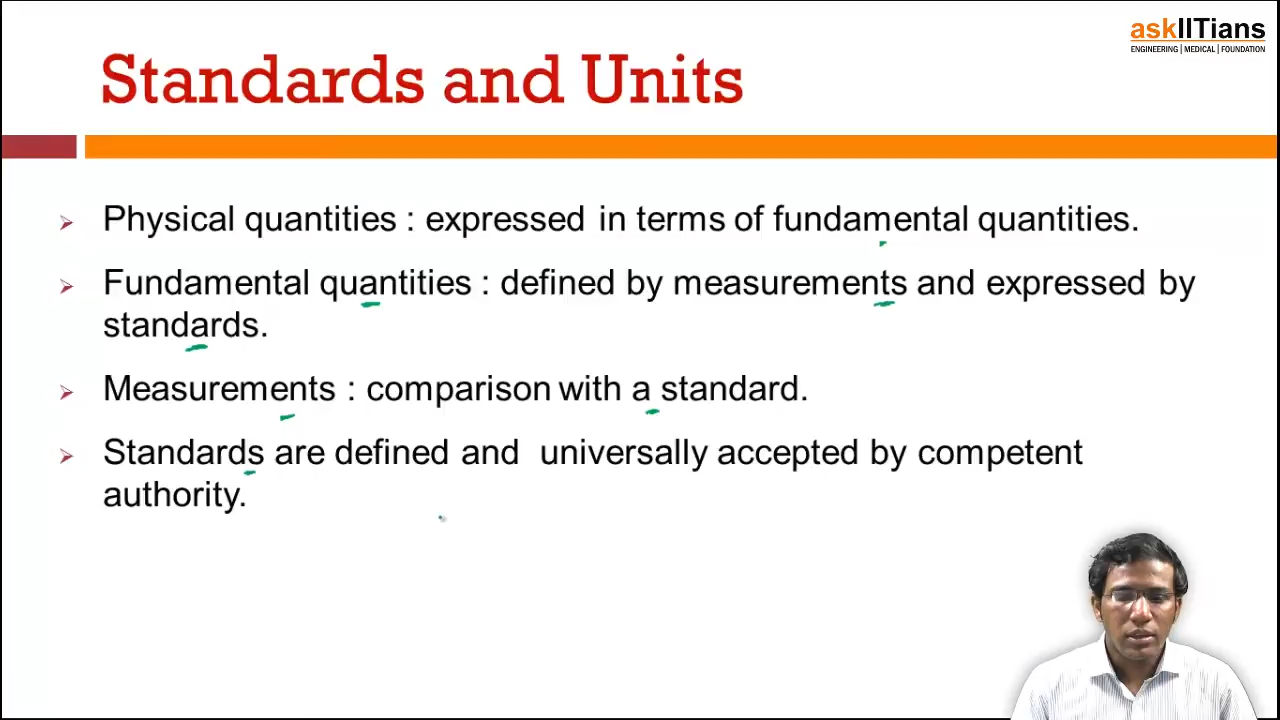 askIITians
ENGINEERING | MEDICAL | FOUNDATION
Standards and Units
Physical quantities : expressed in terms of fundamental quantities.
Fundamental quantities : defined by measurements and expressed by
standards.
Measurements : comparison with a standard.
Standards are defined and universally accepted by competent
authority.